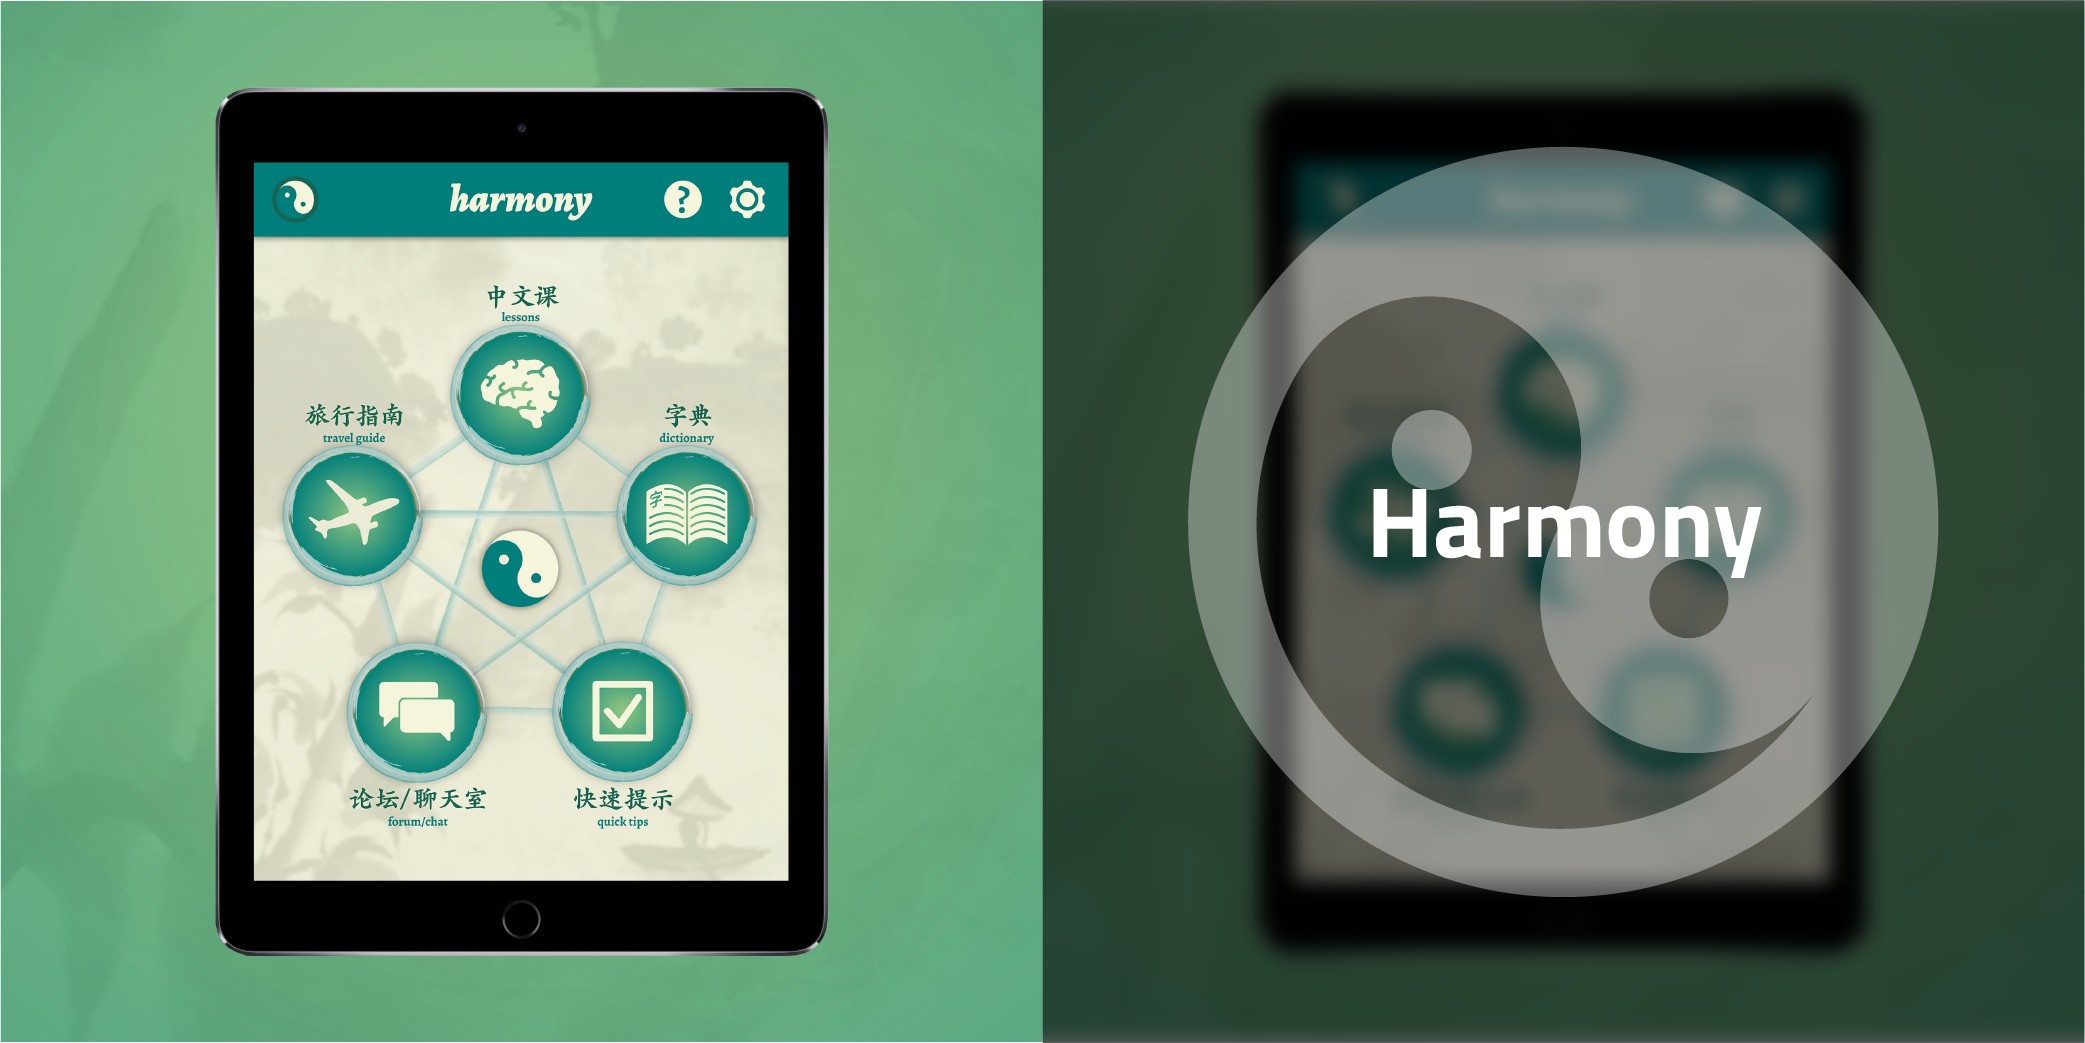 harmony
?
中文课
lessons
旅行指南
travel guide
字典
dictionary
字
论坛/聊天室
forum/chat
快速提示
quick tips
Harmony